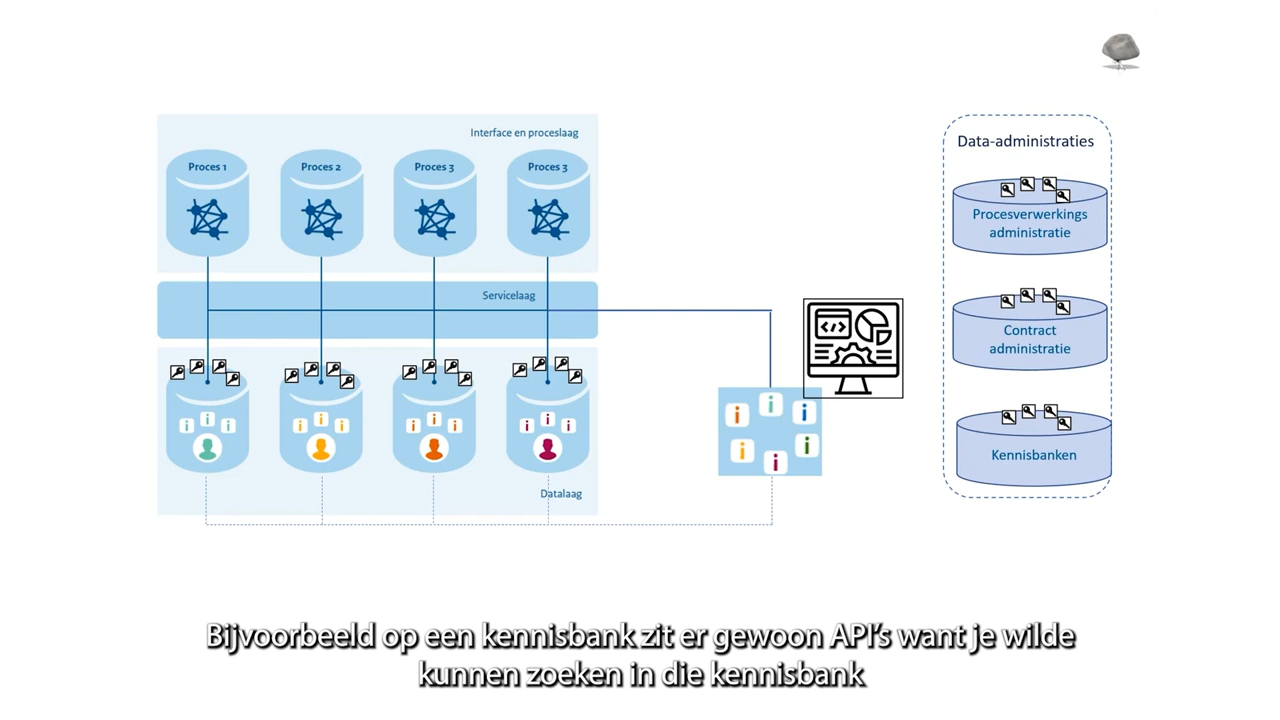 Interface en proceslaag
Data-administraties
Proces 1
Proces 2
Proces 3
Proces 3
Procesverwerkings
administratie
Servicelaag
Contract
administratie
i i i
i i i
i i i
i i i
i i i
i i i
Kennisbanken
Datalaag
Bijvoorbeeld op een kennisbank zit er gewoon API's want je wilde
kunnen zoeken in die kennisbank